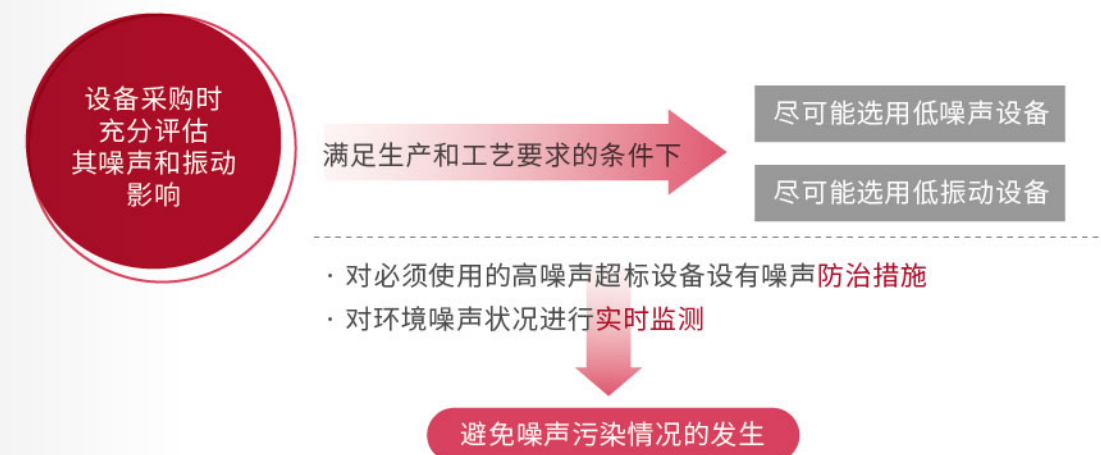 设备采购时
充分评估
其噪声和振动
影响
满足生产和工艺要求的条件下
尽可能选用低噪声设备
尽可能选用低振动设备
· 对必须使用的高噪声超标设备设有噪声防治措施
· 对环境噪声状况进行实时监测
避免噪声污染情况的发生